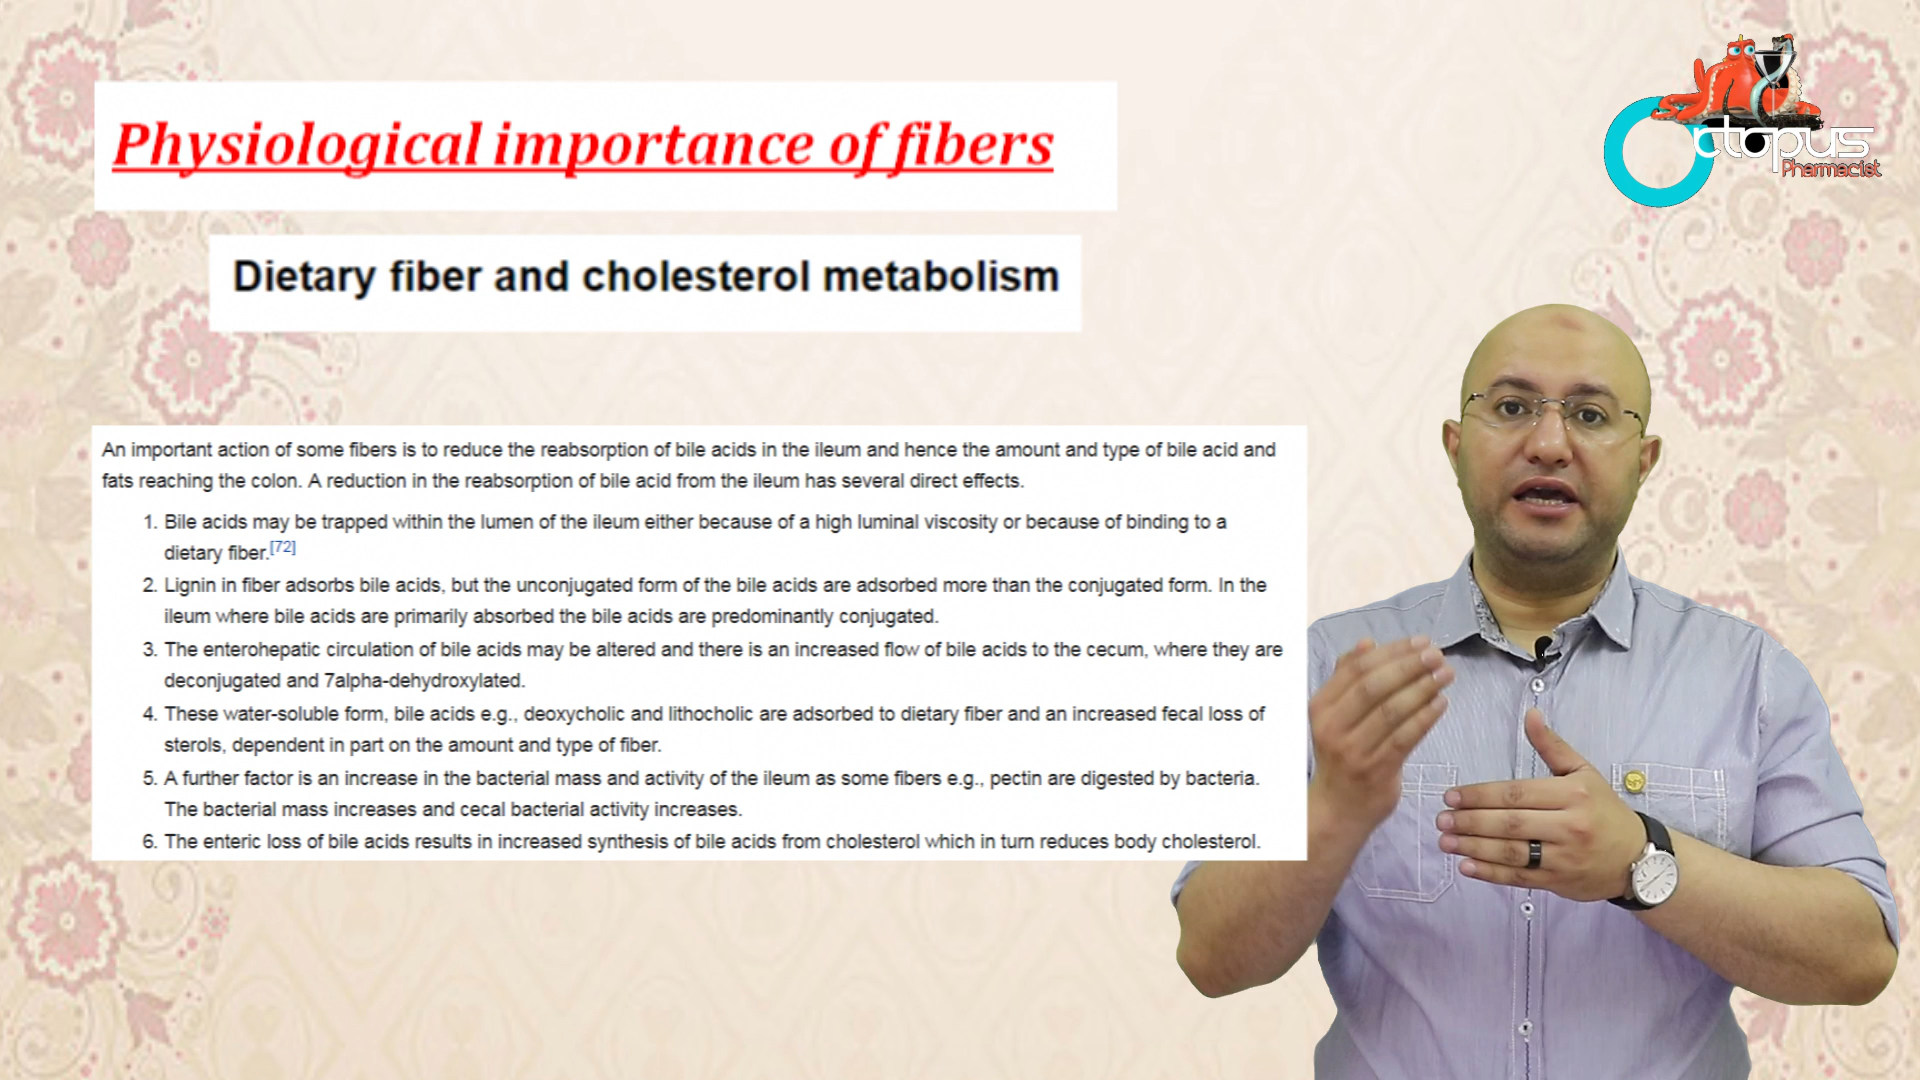 Physiological importance of fibers
Octopus
Pharmacist
Dietary fiber and cholesterol metabolism
An important action of some fibers is to reduce the reabsorption of bile acids in the ileum and hence the amount and type of bile acid and
fats reaching the colon. A reduction in the reabsorption of bile acid from the ileum has several direct effects.
1. Bile acids may be trapped within the lumen of the ileum either because of a high luminal viscosity or because of binding to a
dietary fiber.[72]
2. Lignin in fiber adsorbs bile acids, but the unconjugated form of the bile acids are adsorbed more than the conjugated form. In the
ileum where bile acids are primarily absorbed the bile acids are predominantly conjugated.
3. The enterohepatic circulation of bile acids may be altered and there is an increased flow of bile acids to the cecum, where they are
deconjugated and 7alpha-dehydroxylated.
4. These water-soluble form, bile acids e.g., deoxycholic and lithocholic are adsorbed to dietary fiber and an increased fecal loss of
sterols, dependent in part on the amount and type of fiber.
5. A further factor is an increase in the bacterial mass and activity of the ileum as some fibers e.g., pectin are digested by bacteria.
The bacterial mass increases and cecal bacterial activity increases.
6. The enteric loss of bile acids results in increased synthesis of bile acids from cholesterol which in turn reduces body cholesterol.